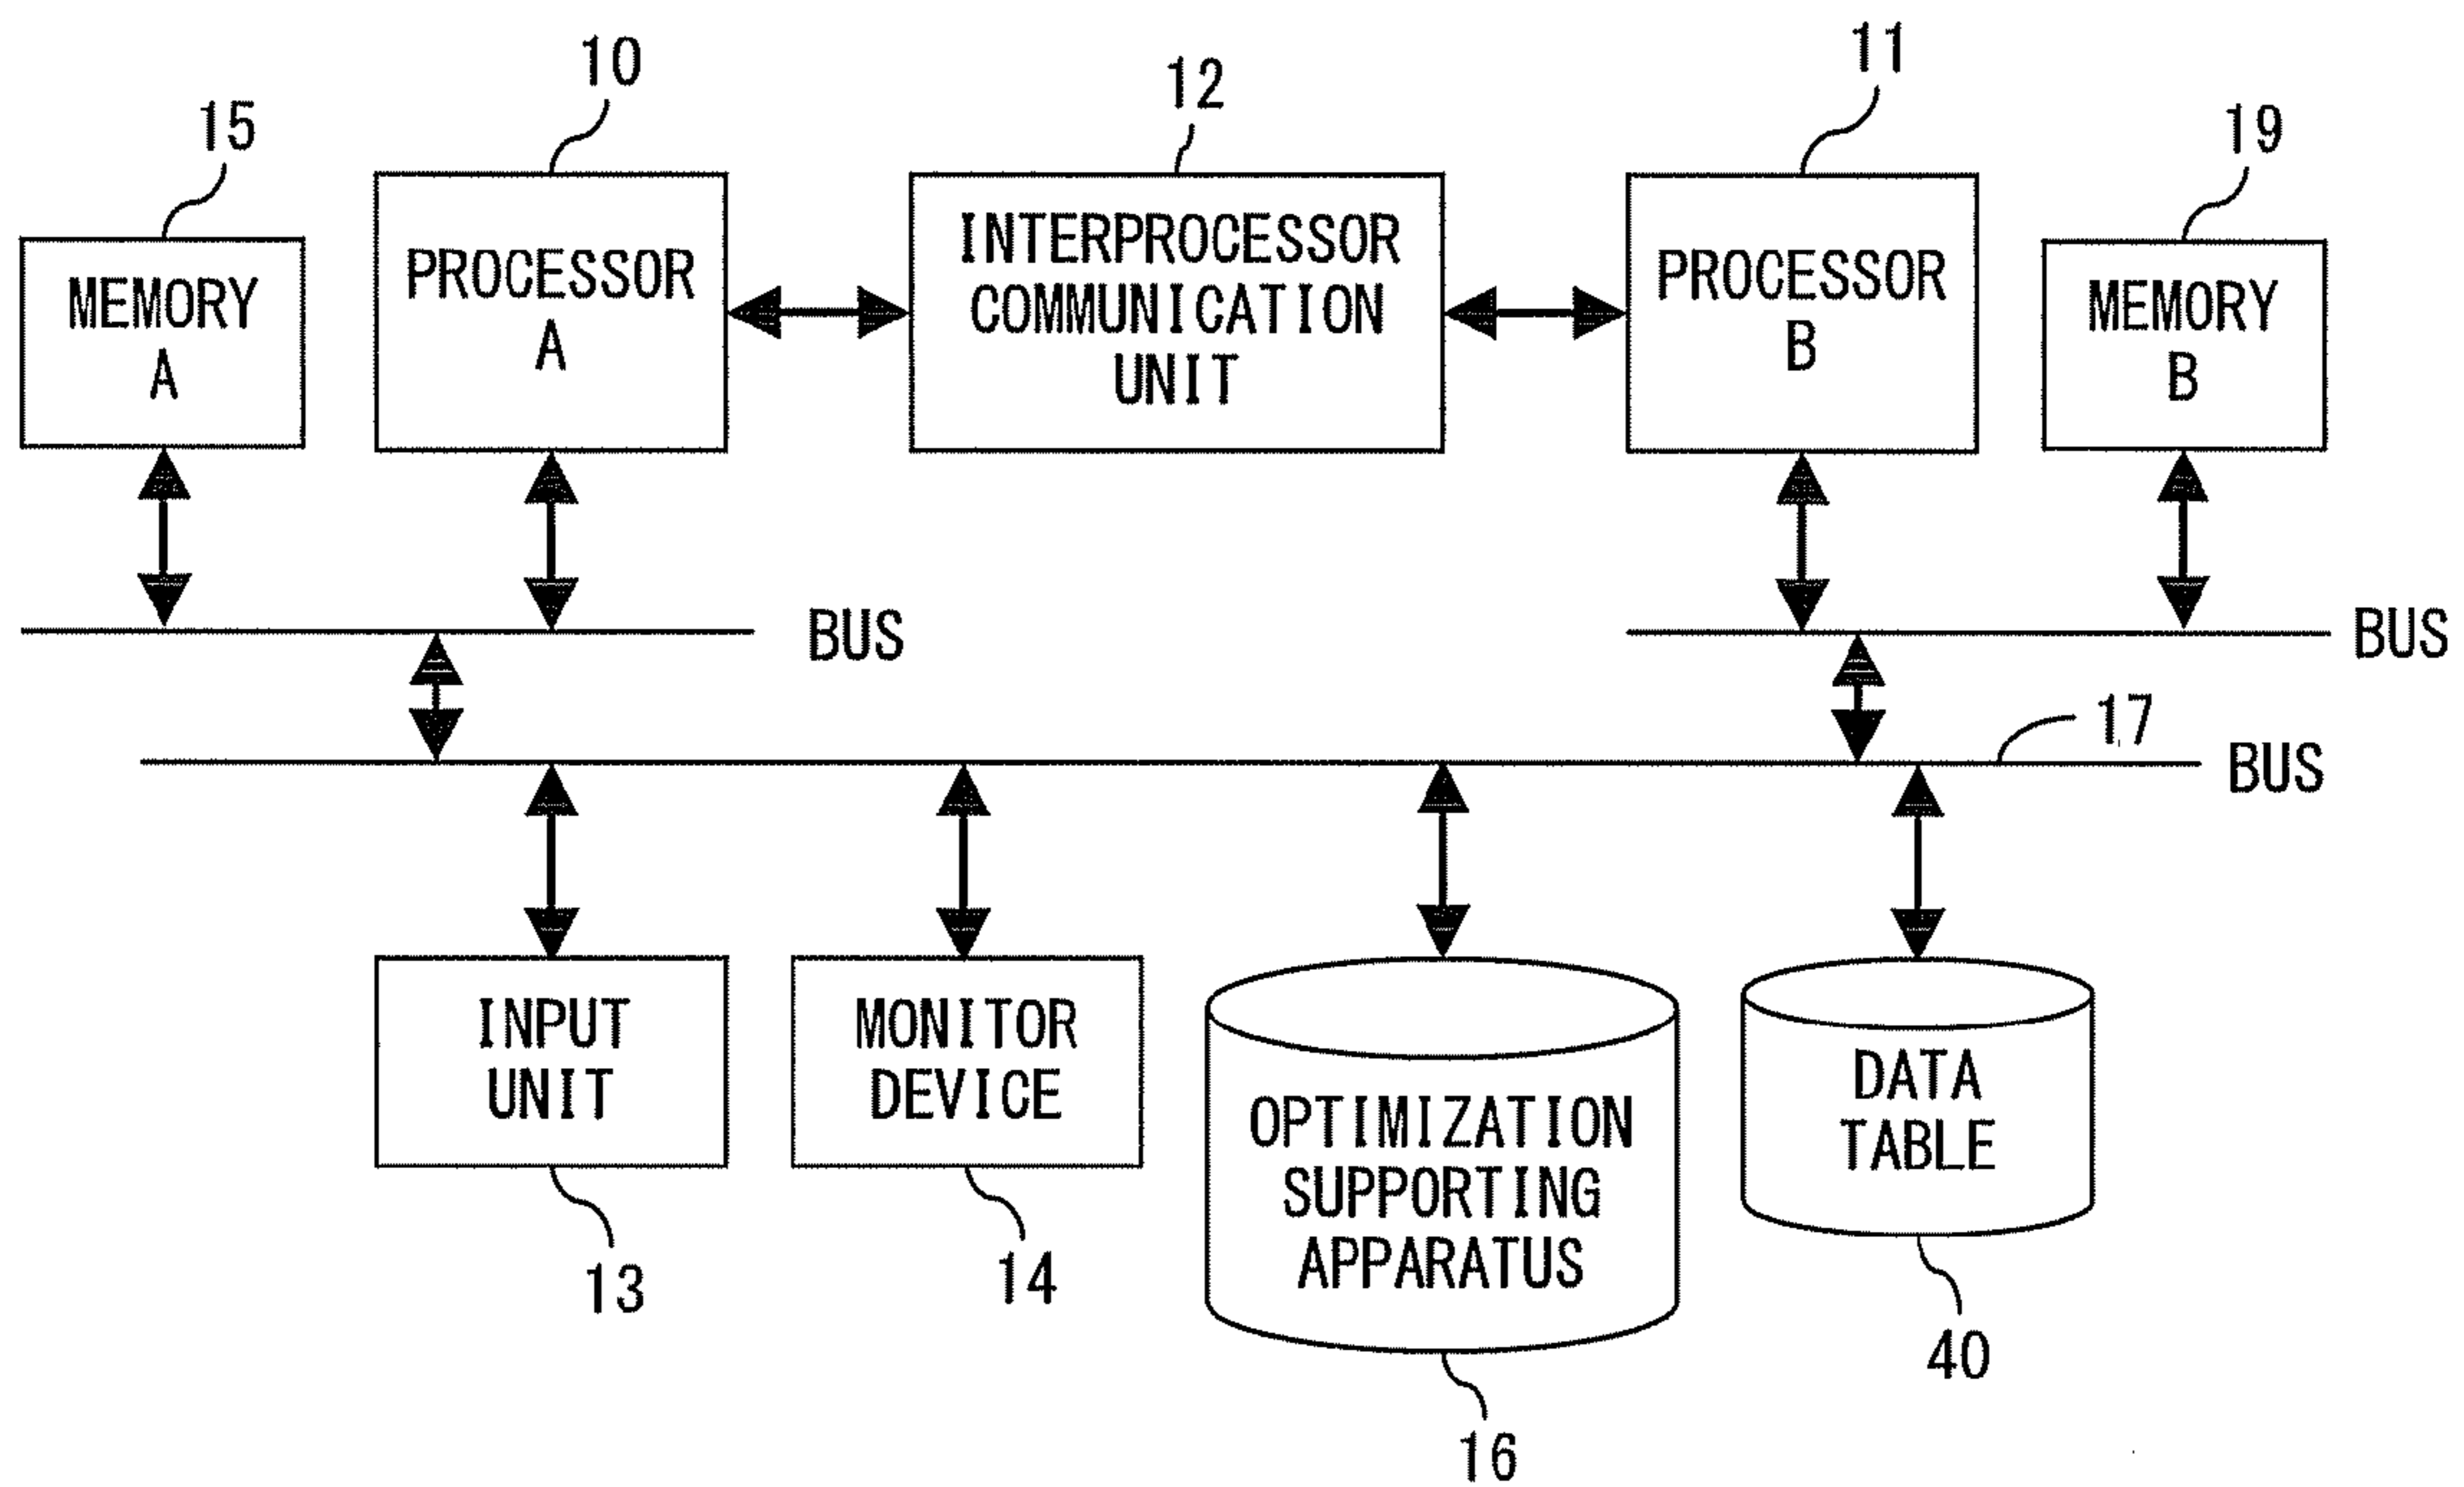 10
11
12
15
19
MEMORY
A
PROCESSOR
A
INTERPROCESSOR
COMMUNICATION
UNIT
PROCESSOR
B
MEMORY
B
BUS
BUS
17
BUS
INPUT
UNIT
MONITOR
DEVICE
OPTIMIZATION
SUPPORTING
APPARATUS
DATA
TABLE
13
14
16
40